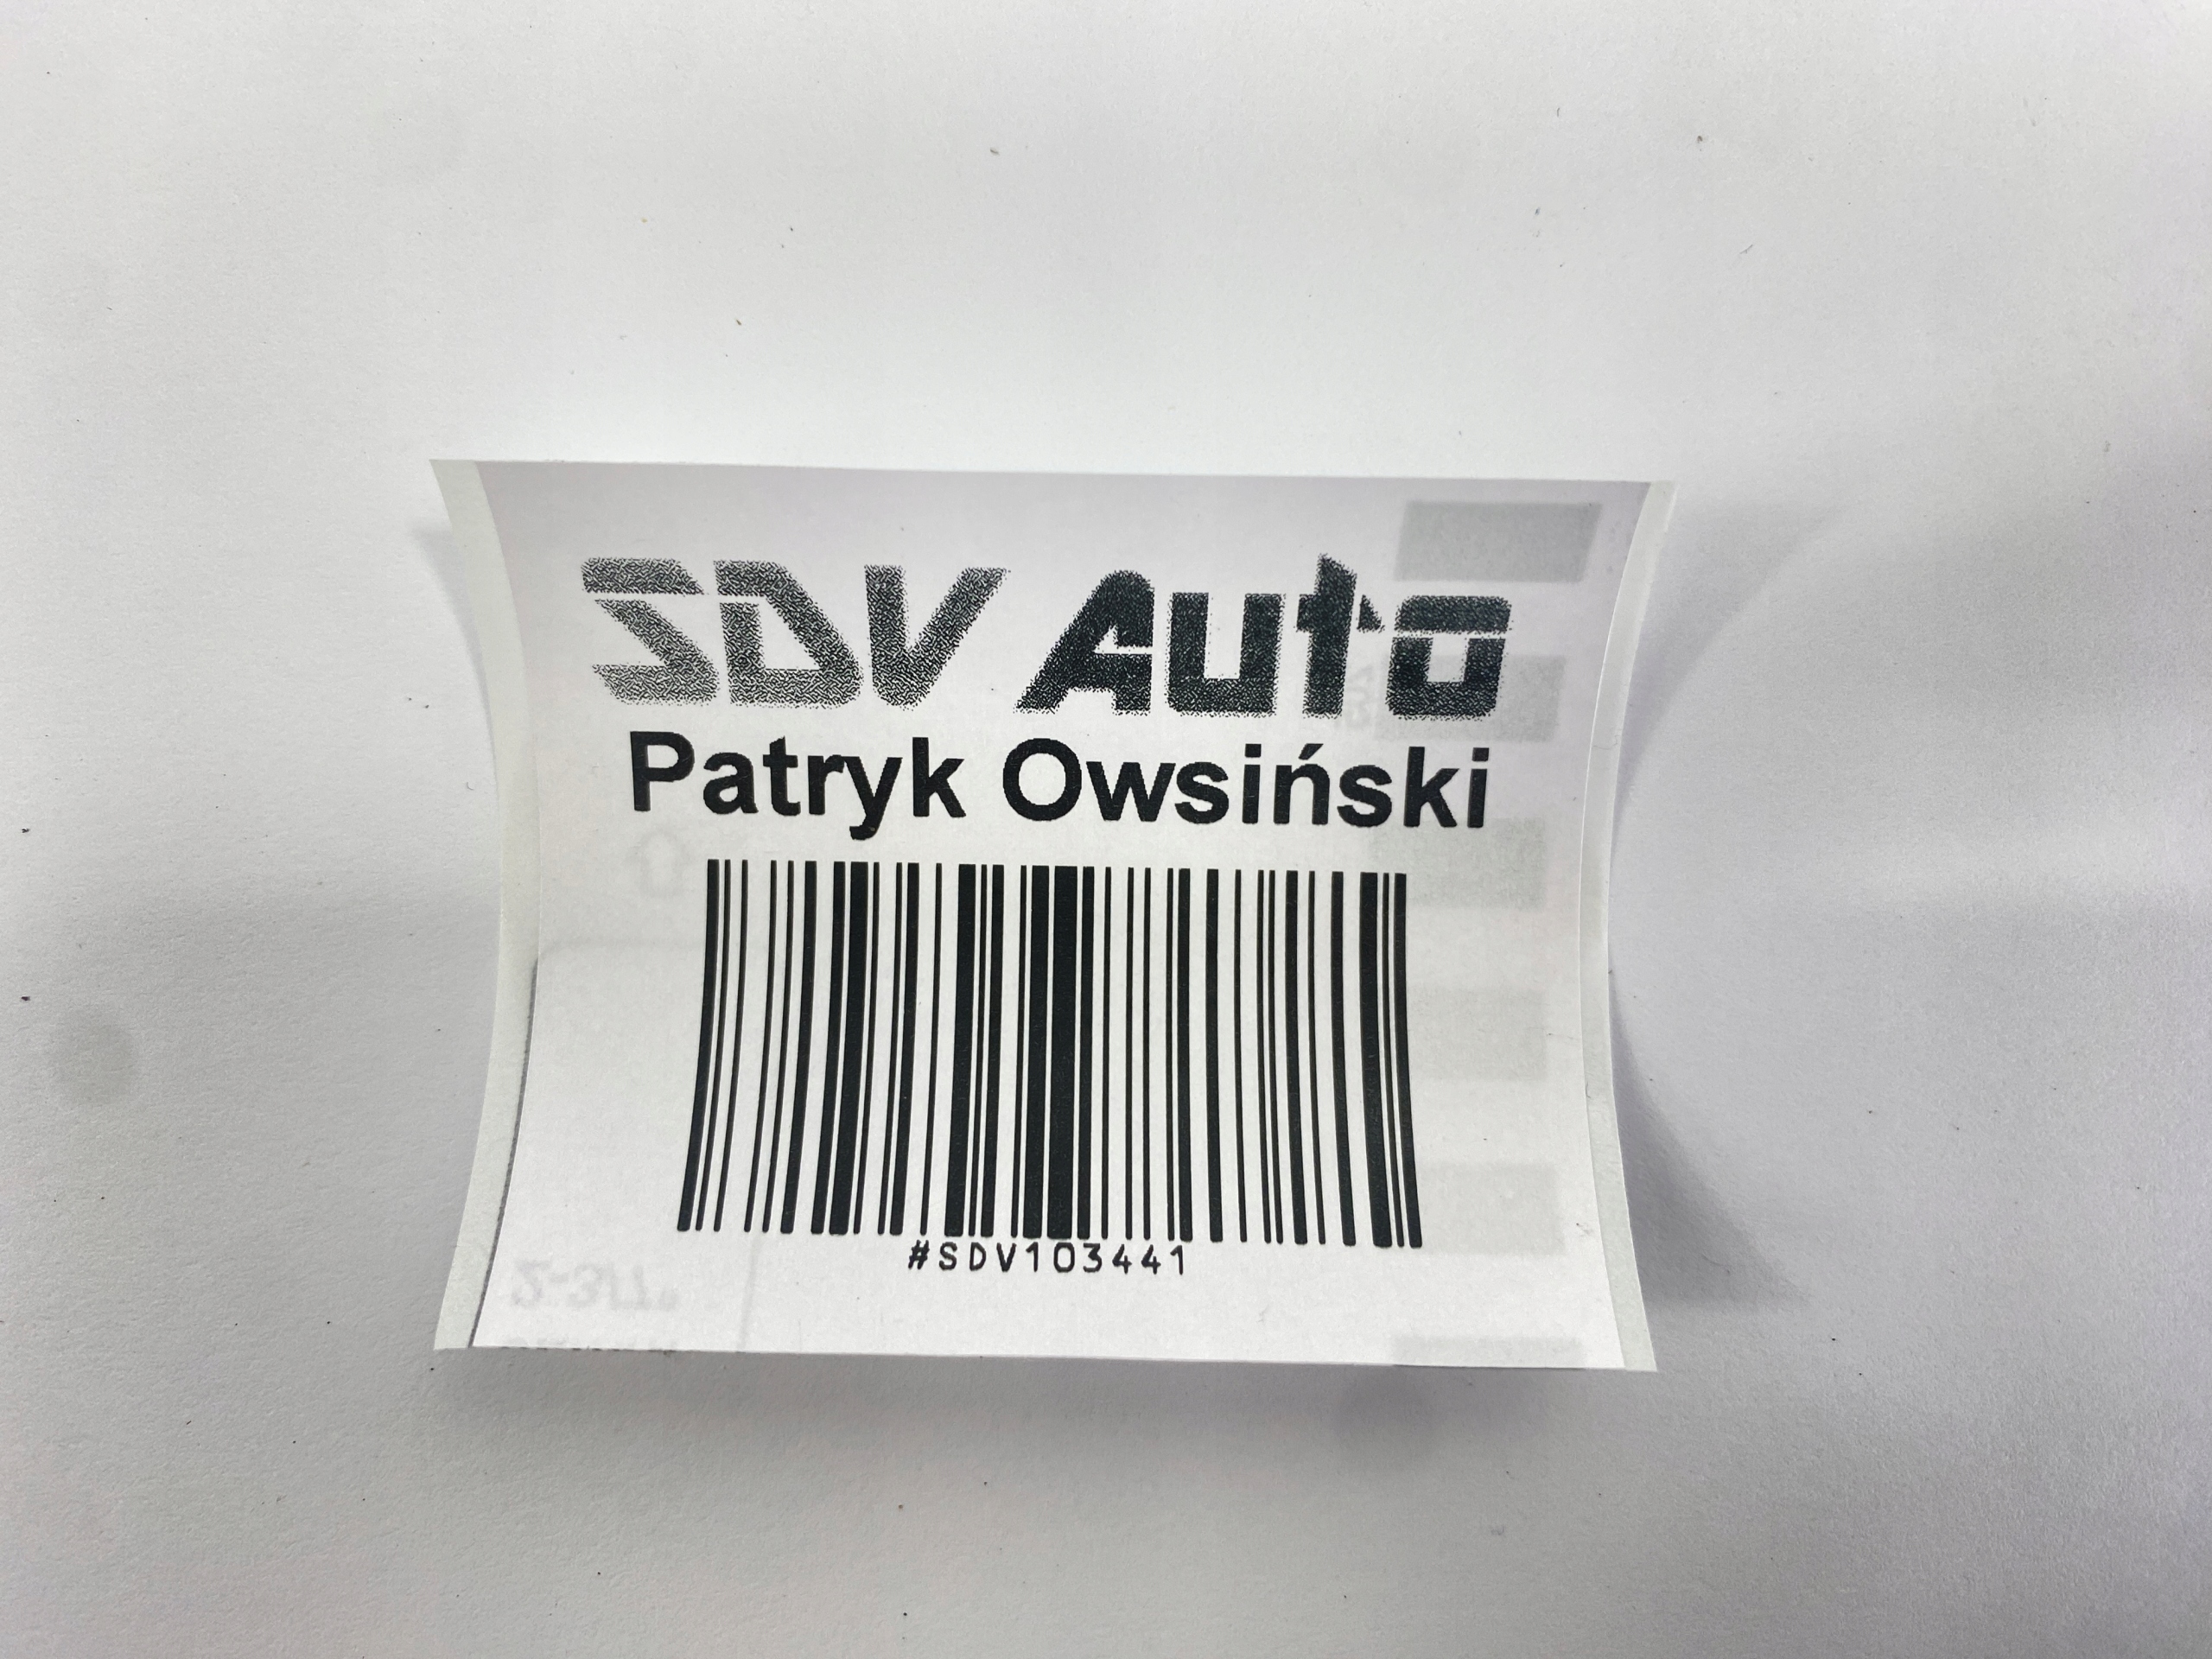 SDV Auto
Patryk Owsiński
#SDV103441